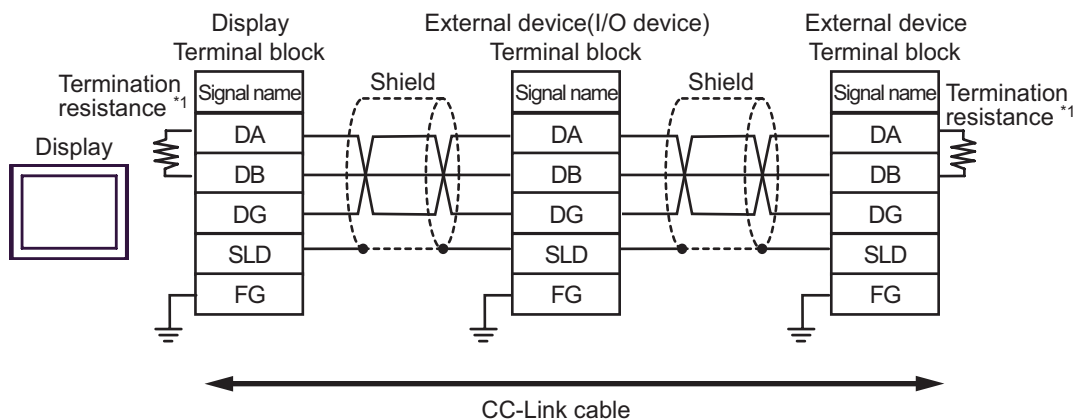 Display
Terminal block
External device(I/O device)
Terminal block
External device
Terminal block
Termination
resistance *1
Shield
Shield
Termination
resistance *1
Display
Signal name
DA
DB
DG
SLD
FG
Signal name
DA
DB
DG
SLD
FG
Signal name
DA
DB
DG
SLD
FG
CC-Link cable